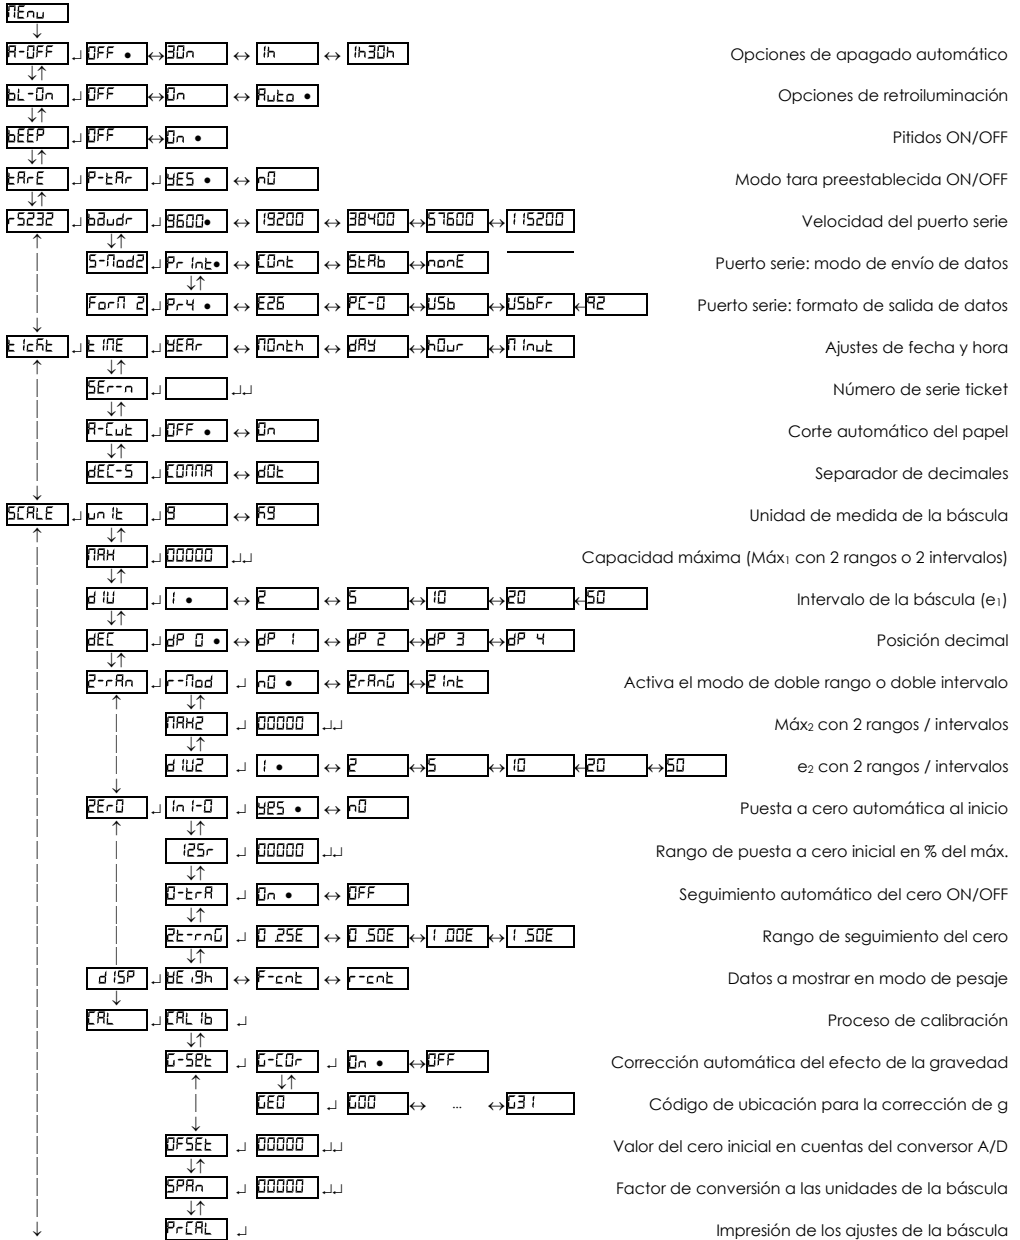 MEnu
↓
A-OFF ↵ OFF • ↔ 30n ↔ 1h ↔ 1h30h Opciones de apagado automático
↓↑
bL-On ↵ OFF ↔ On ↔ Auto • Opciones de retroiluminación
↓↑
bEEP ↵ OFF ↔ On • Pitidos ON/OFF
↓↑
tArE ↵ P-tAr ↵ YES • ↔ nO Modo tara preestablecida ON/OFF
↓↑
rS232 ↵ bAudr ↵ 9600• ↔ 19200 ↔ 38400 ↔ 57600 ↔ 115200 Velocidad del puerto serie
↑ ↓↑
S-Mod2 ↵ Print• ↔ COnt ↔ StAb ↔ nonE Puerto serie: modo de envío de datos
↓↑
ForM 2 ↵ Pr4 • ↔ E26 ↔ PC-0 ↔ USb ↔ USbFr ↔ 92 Puerto serie: formato de salida de datos
↓
tIckt ↵ tIME ↵ YEAr ↔ MOnth ↔ dAY ↔ hOur ↔ MInut Ajustes de fecha y hora
↑ ↓↑
SEr-n ↵ ↵↵ Número de serie ticket
↓↑
A-Cut ↵ OFF • ↔ On Corte automático del papel
↓↑
dEC-S ↵ COMMA ↔ dOt Separador de decimales
↓
SCALE ↵ unit ↵ g ↔ kg Unidad de medida de la báscula
↑ ↓↑
MAX ↵ 00000 ↵↵ Capacidad máxima (Máx₁ con 2 rangos o 2 intervalos)
↓↑
dIU ↵ 1 • ↔ 2 ↔ 5 ↔ 10 ↔ 20 ↔ 50 Intervalo de la báscula (e₁)
↓↑
dEC ↵ dP 0 • ↔ dP 1 ↔ dP 2 ↔ dP 3 ↔ dP 4 Posición decimal
↓↑
2-rAn ↵ r-Mod ↵ nO • ↔ 2rAnG ↔ 2Int Activa el modo de doble rango o doble intervalo
↑ ↓↑
MAX2 ↵ 00000 ↵↵ Máx₂ con 2 rangos / intervalos
↓↑
dIU2 ↵ 1 • ↔ 2 ↔ 5 ↔ 10 ↔ 20 ↔ 50 e₂ con 2 rangos / intervalos
↓
ZErO ↵ InI-0 ↵ YES • ↔ nO Puesta a cero automática al inicio
↑ ↓↑
I2Sr ↵ 00000 ↵↵ Rango de puesta a cero inicial en % del máx.
↓↑
0-trA ↵ On • ↔ OFF Seguimiento automático del cero ON/OFF
↓↑
Zt-rnG ↵ 0.25E ↔ 0.50E ↔ 1.00E ↔ 1.50E Rango de seguimiento del cero
↓↑
dISP ↵ WEigh ↔ F-cnt ↔ r-cnt Datos a mostrar en modo de pesaje
↓
CAL ↵ CALIb ↵ Proceso de calibración
↓↑
G-SEt ↵ G-COr ↵ On • ↔ OFF Corrección automática del efecto de la gravedad
↑ ↓↑
GEO ↵ G00 ↔ ... ↔ G31 Código de ubicación para la corrección de g
↓
OFSEt ↵ 00000 ↵↵ Valor del cero inicial en cuentas del conversor A/D
↓↑
SPAn ↵ 00000 ↵↵ Factor de conversión a las unidades de la báscula
↓↑
↓ PrCAL ↵ Impresión de los ajustes de la báscula